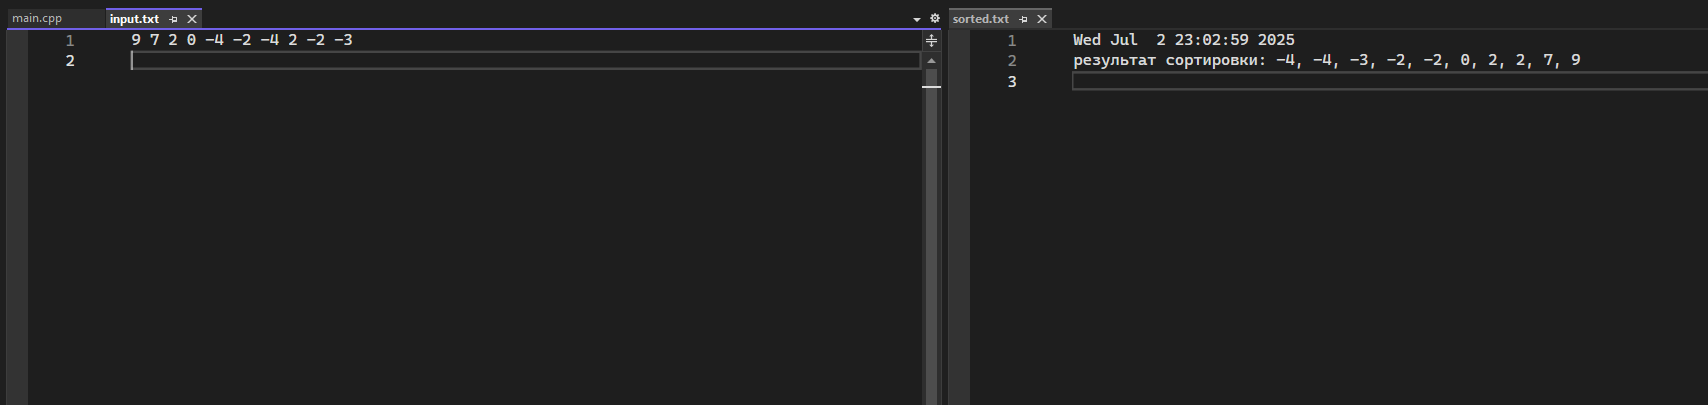 main.cpp
input.txt
1 9 7 2 0 -4 -2 -4 2 -2 -3
2
sorted.txt
1 Wed Jul  2 23:02:59 2025
2 результат сортировки: -4, -4, -3, -2, -2, 0, 2, 2, 7, 9
3